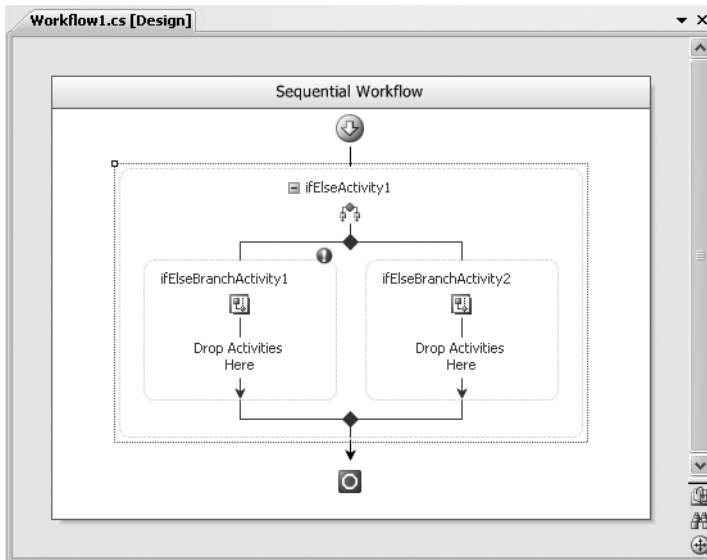 Workflow1.cs [Design]
Sequential Workflow
ifElseActivity1
ifElseBranchActivity1
ifElseBranchActivity2
Drop Activities
Here
Drop Activities
Here